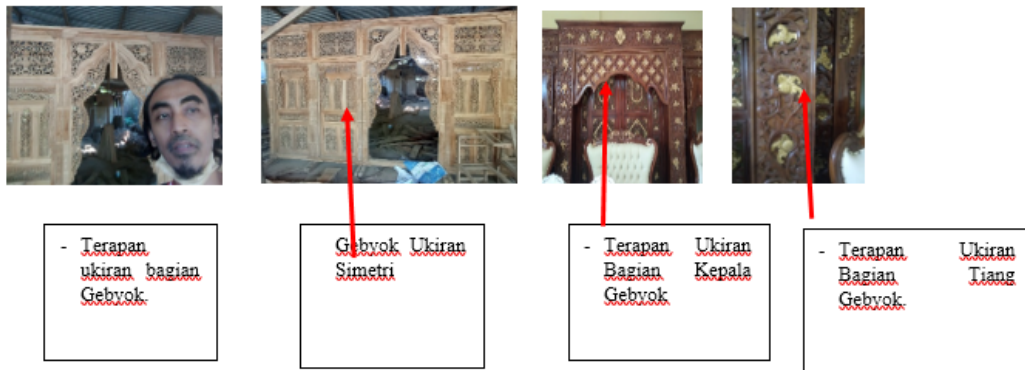 - Terapan
ukiran bagian
Gebyok.
Gebyok Ukiran
Simetri
- Terapan Ukiran
Bagian Kepala
Gebyok
- Terapan Ukiran
Bagian Tiang
Gebyok.